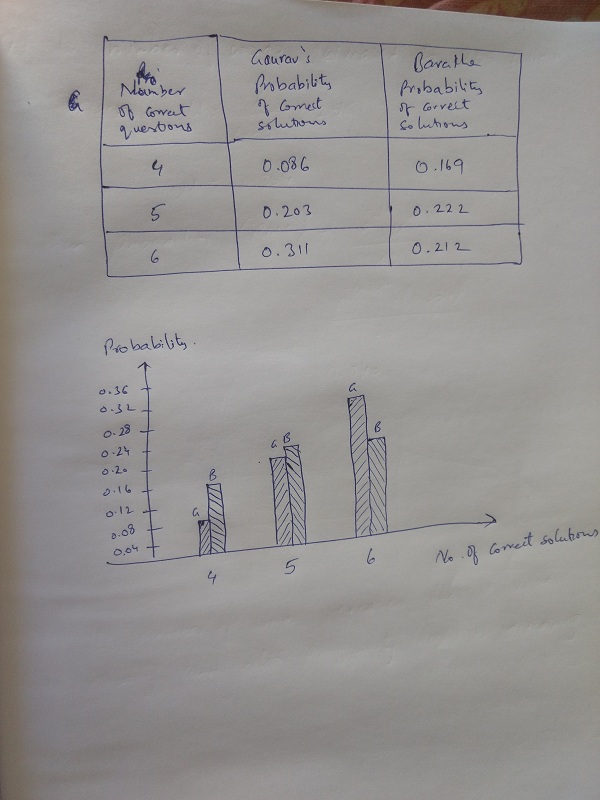 G
Number
of correct
questions
Gourav's
Probability
of correct
solutions
Barathe
Probability
of correct
solutions
4 0.086 0.169
5 0.203 0.222
6 0.311 0.212
Probability.
0.36
0.32
0.28
0.24
0.20
0.16
0.12
0.08
0.04
G B
G B
G B
4 5 6
No. of correct solutions